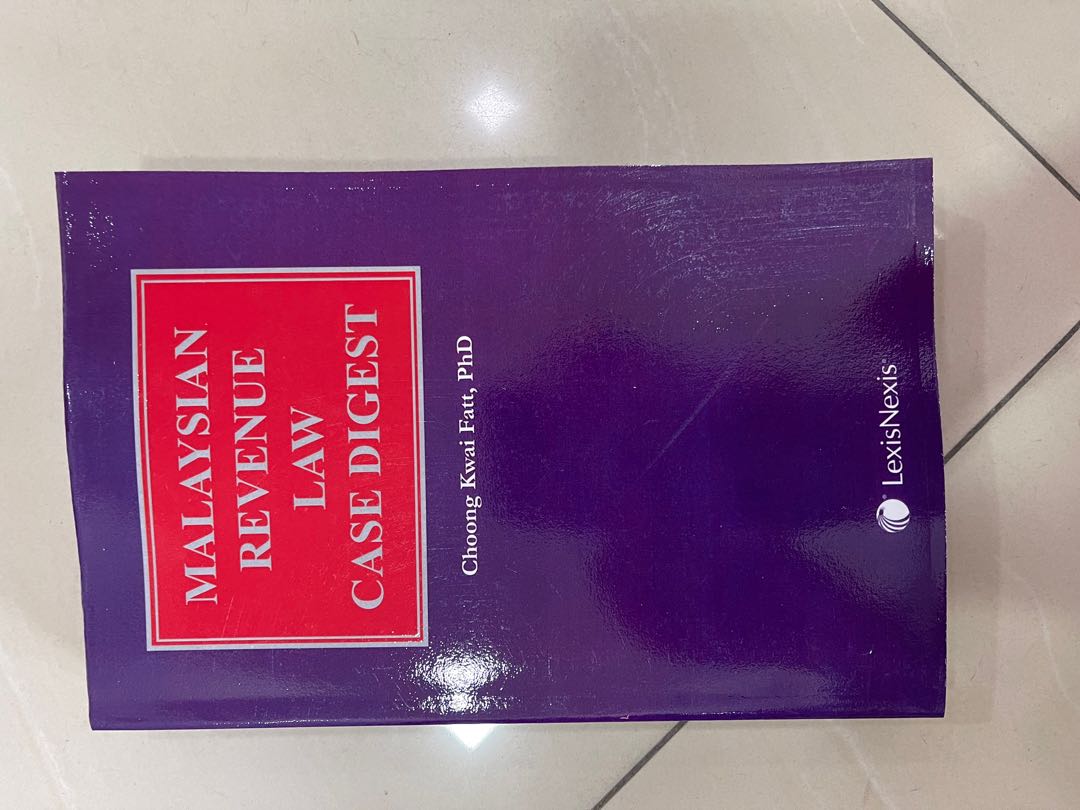 MALAYSIAN
REVENUE
LAW
CASE DIGEST
Choong Kwai Fatt, PhD
LexisNexis®